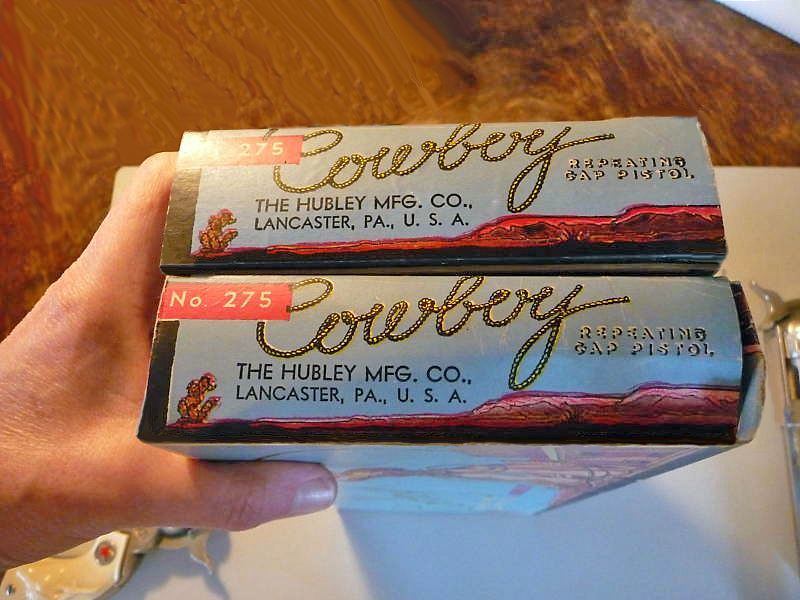 275
Cowboy
REPEATING
CAP PISTOL
THE HUBLEY MFG. CO.,
LANCASTER, PA., U. S. A.
No. 275
Cowboy
REPEATING
CAP PISTOL
THE HUBLEY MFG. CO.,
LANCASTER, PA., U. S. A.